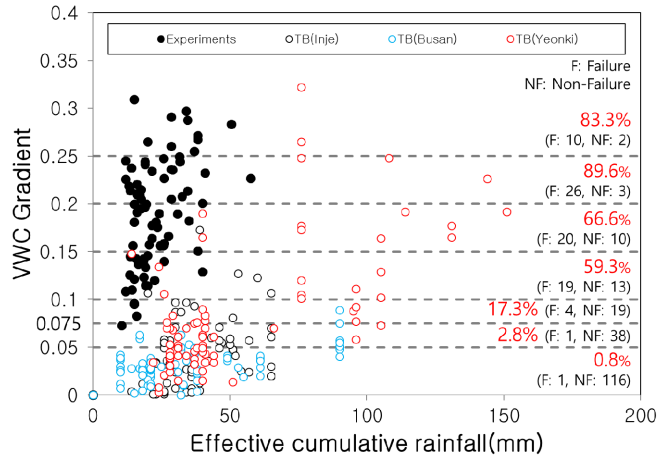 0.4
Experiments TB(Inje) TB(Busan) TB(Yeonki)
F: Failure
NF: Non-Failure
0.35
0.3
83.3%
(F: 10, NF: 2)
0.25
89.6%
(F: 26, NF: 3)
0.2
66.6%
(F: 20, NF: 10)
0.15
59.3%
(F: 19, NF: 13)
0.1
17.3% (F: 4, NF: 19)
0.075
2.8% (F: 1, NF: 38)
0.05
0.8%
(F: 1, NF: 116)
0
VWC Gradient
0 50 100 150 200
Effective cumulative rainfall(mm)